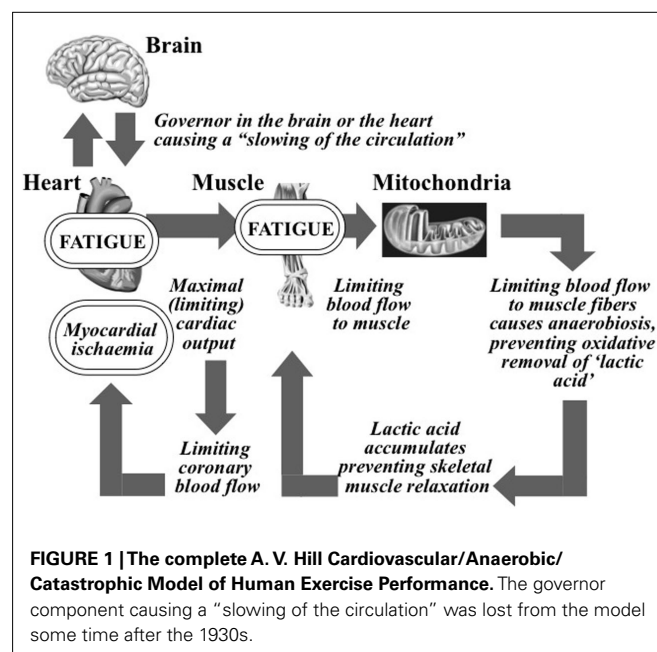 Brain
Governor in the brain or the heart
causing a “slowing of the circulation”
Heart
Muscle
Mitochondria
FATIGUE
FATIGUE
Myocardial
ischaemia
Maximal
(limiting)
cardiac
output
Limiting
blood flow
to muscle
Limiting blood flow
to muscle fibers
causes anaerobiosis,
preventing oxidative
removal of ‘lactic
acid’
Limiting
coronary
blood flow
Lactic acid
accumulates
preventing skeletal
muscle relaxation
FIGURE 1 | The complete A. V. Hill Cardiovascular/Anaerobic/
Catastrophic Model of Human Exercise Performance. The governor
component causing a “slowing of the circulation” was lost from the model
some time after the 1930s.